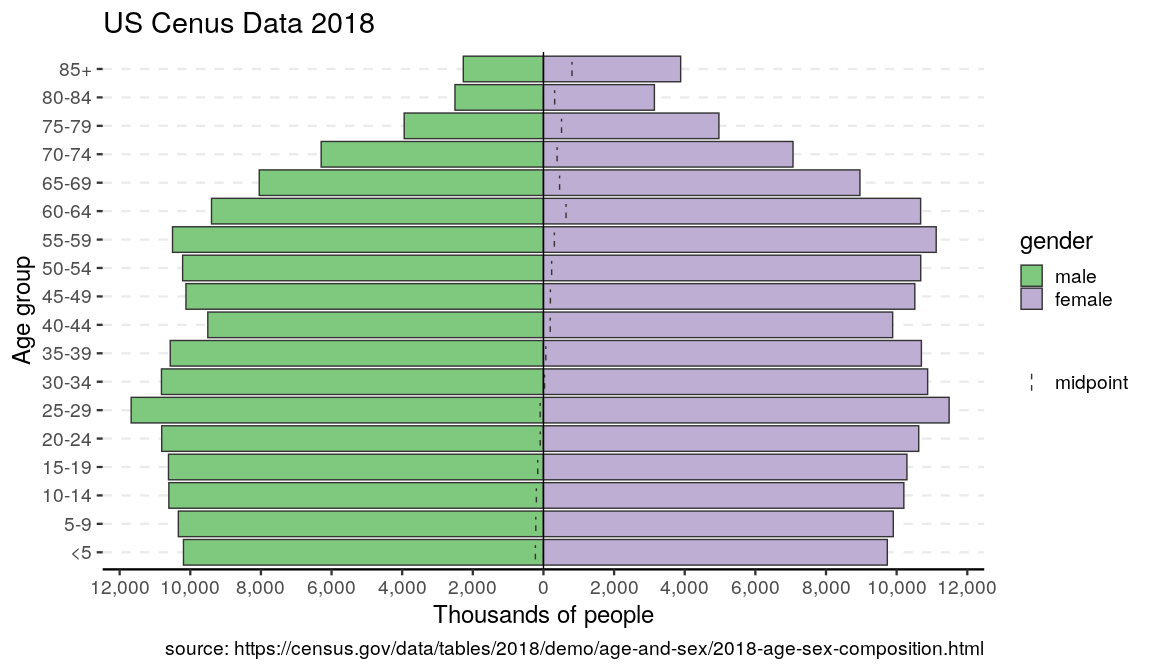 US Cenus Data 2018
85+
80-84
75-79
70-74
65-69
60-64
55-59
50-54
45-49
40-44
35-39
30-34
25-29
20-24
15-19
10-14
5-9
<5
Age group
12,000 10,000 8,000 6,000 4,000 2,000 0 2,000 4,000 6,000 8,000 10,000 12,000
Thousands of people
gender
male
female
midpoint
source: https://census.gov/data/tables/2018/demo/age-and-sex/2018-age-sex-composition.html